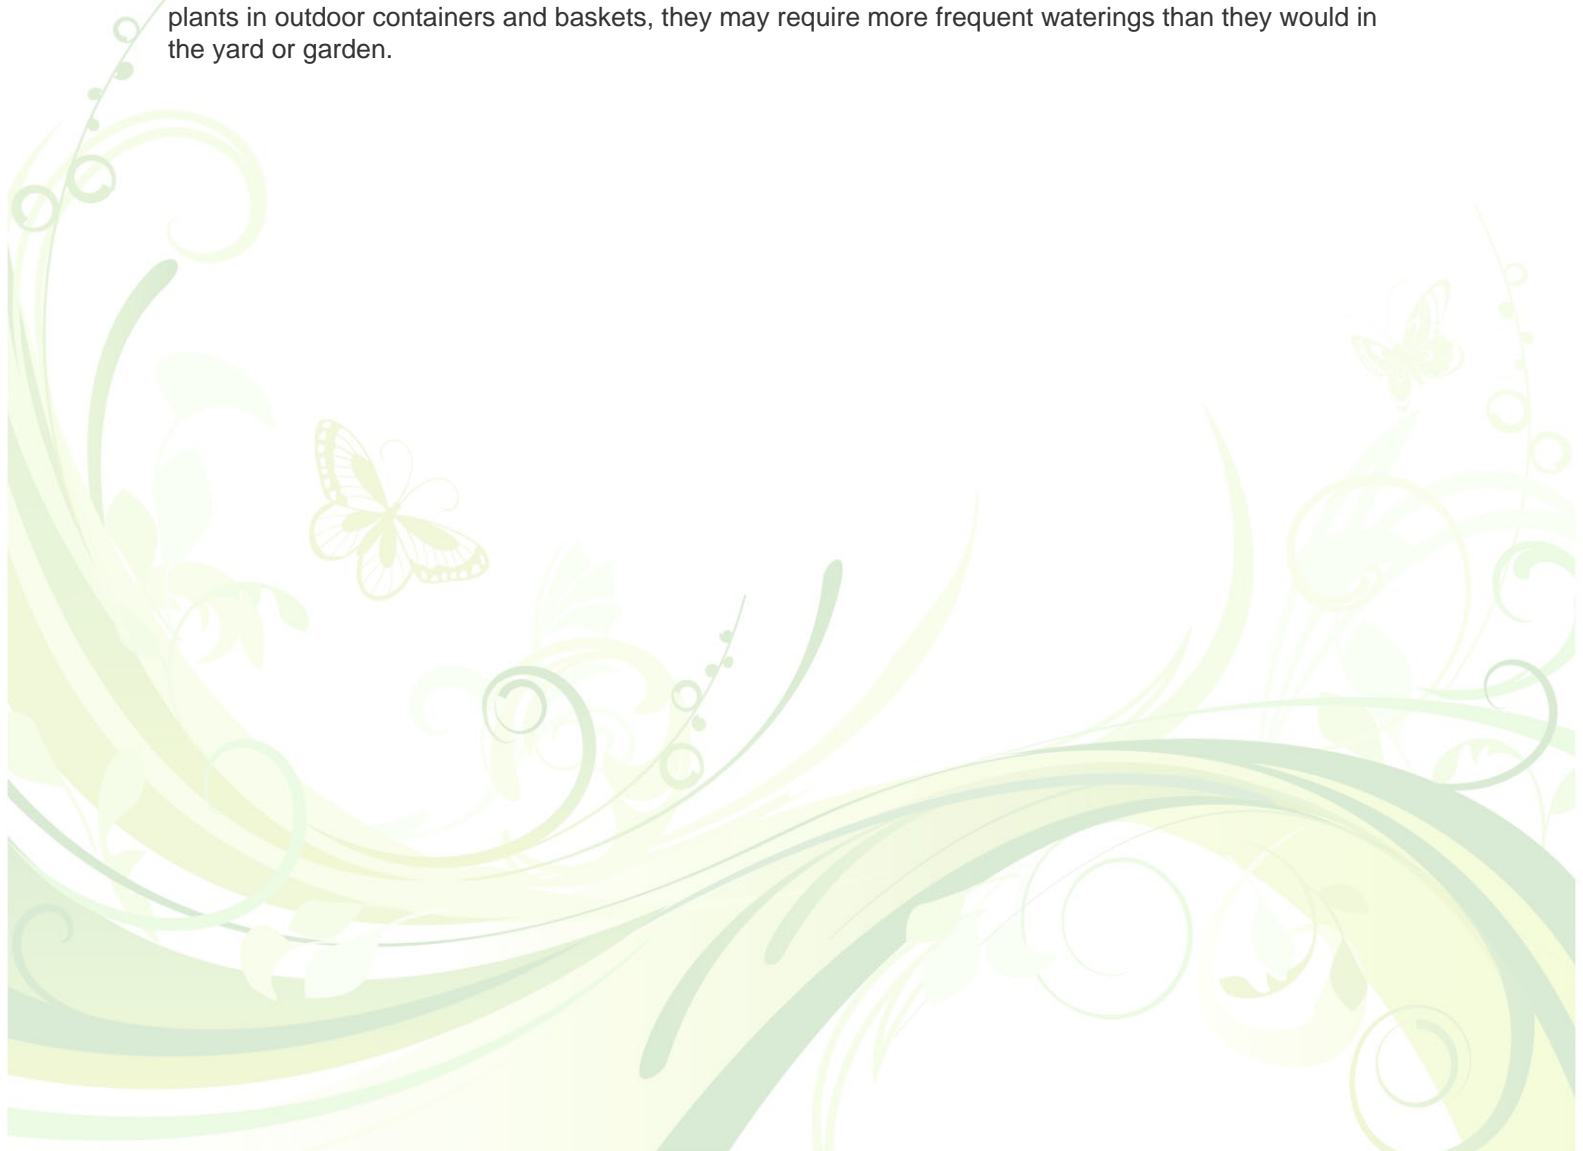 plants in outdoor containers and baskets, they may require more frequent waterings than they would in
the yard or garden.